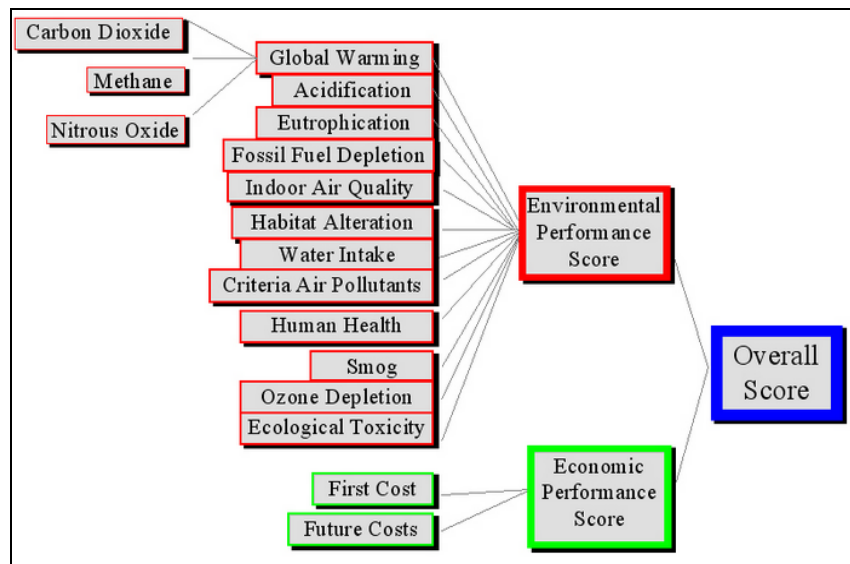 Carbon Dioxide
Methane
Nitrous Oxide
Global Warming
Acidification
Eutrophication
Fossil Fuel Depletion
Indoor Air Quality
Habitat Alteration
Water Intake
Criteria Air Pollutants
Human Health
Smog
Ozone Depletion
Ecological Toxicity
First Cost
Future Costs
Environmental
Performance
Score
Economic
Performance
Score
Overall
Score